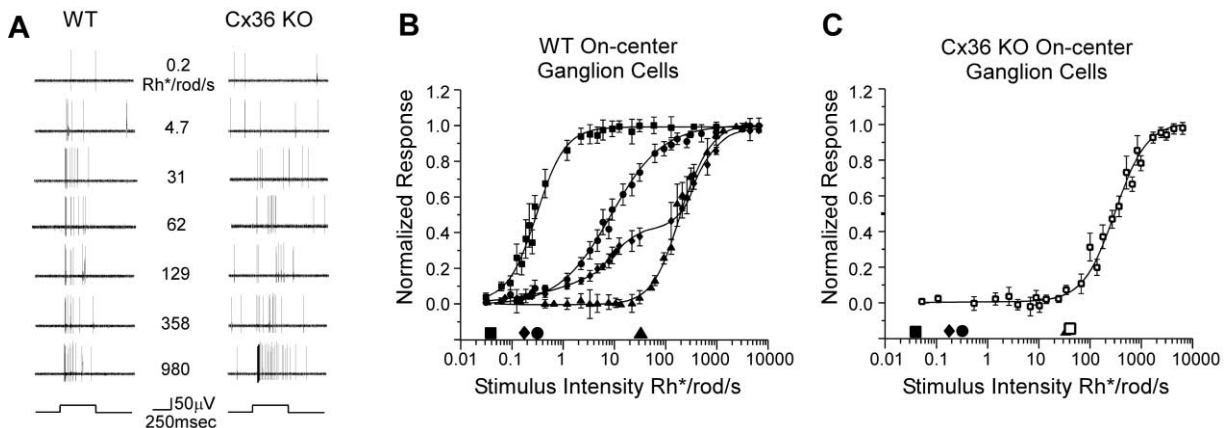 A
WT
Cx36 KO
0.2
Rh*/rod/s
4.7
31
62
129
358
980
50μV
250msec
B
WT On-center
Ganglion Cells
Normalized Response
1.2
1.0
0.8
0.6
0.4
0.2
0.0
0.01 0.1 1 10 100 1000 10000
Stimulus Intensity Rh*/rod/s
C
Cx36 KO On-center
Ganglion Cells
Normalized Response
1.2
1.0
0.8
0.6
0.4
0.2
0.0
0.01 0.1 1 10 100 1000 10000
Stimulus Intensity Rh*/rod/s